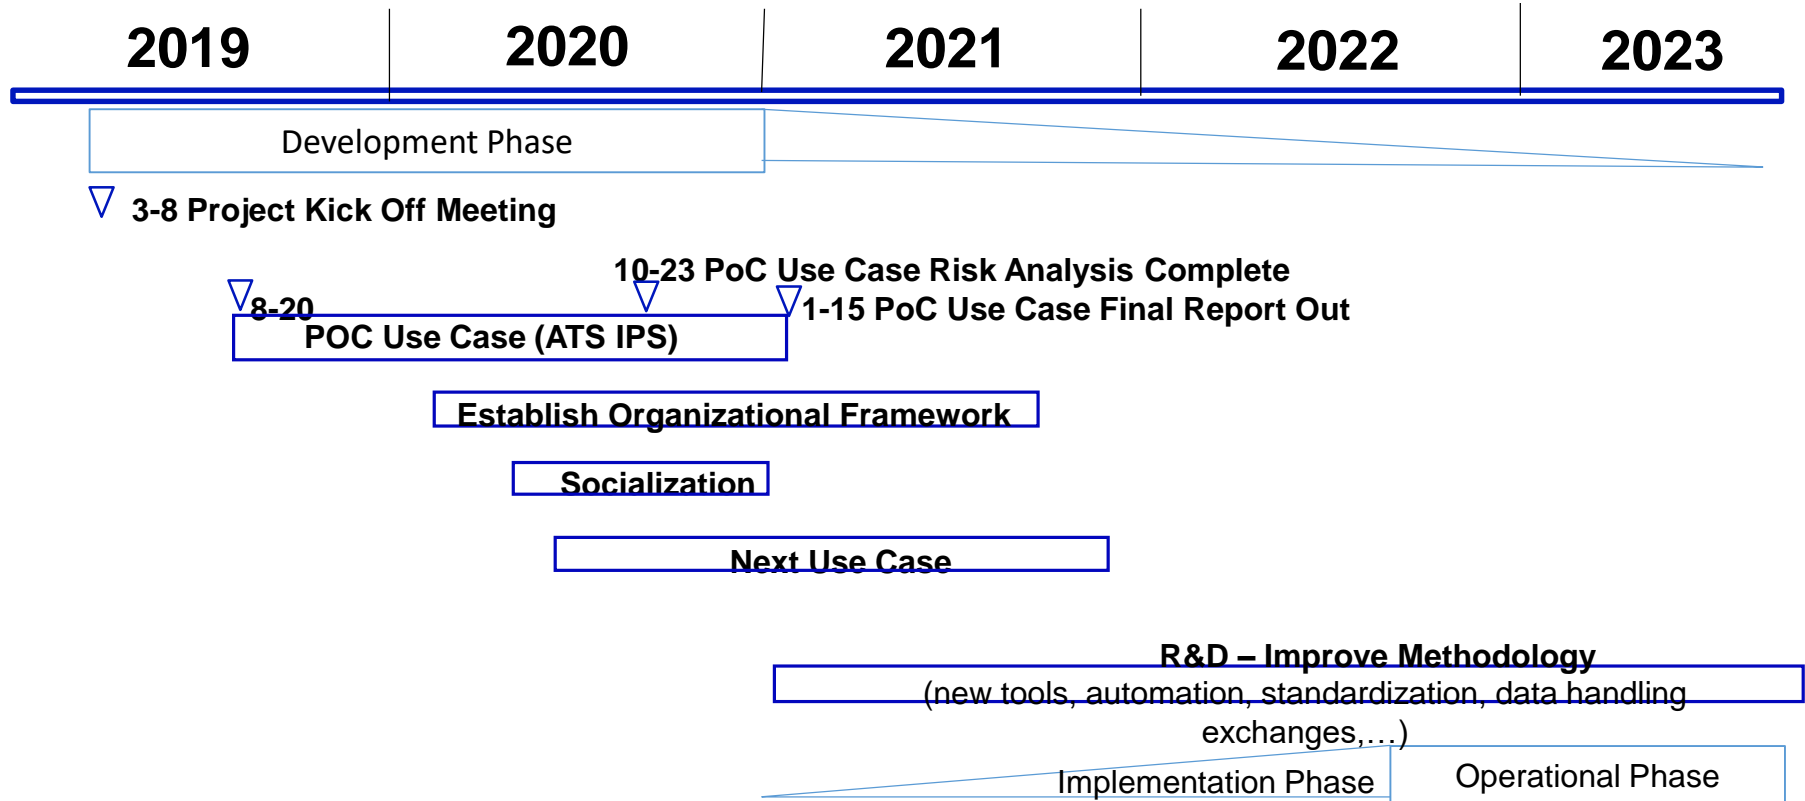 2019
2020
2021
2022
2023
Development Phase
3-8 Project Kick Off Meeting
10-23 PoC Use Case Risk Analysis Complete
8-20
1-15 PoC Use Case Final Report Out
POC Use Case (ATS IPS)
Establish Organizational Framework
Socialization
Next Use Case
R&D – Improve Methodology
(new tools, automation, standardization, data handling
exchanges,…)
Implementation Phase
Operational Phase